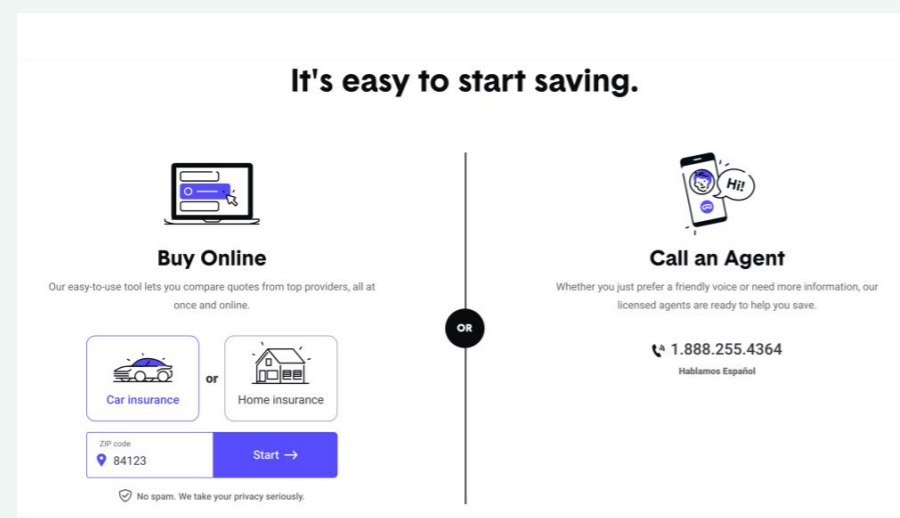 It's easy to start saving.
Buy Online
Our easy-to-use tool lets you compare quotes from top providers, all at
once and online.
Car insurance
or
Home insurance
ZIP code
84123
Start →
No spam. We take your privacy seriously.
OR
Hi!
Call an Agent
Whether you just prefer a friendly voice or need more information, our
licensed agents are ready to help you save.
1.888.255.4364
Hablamos Español